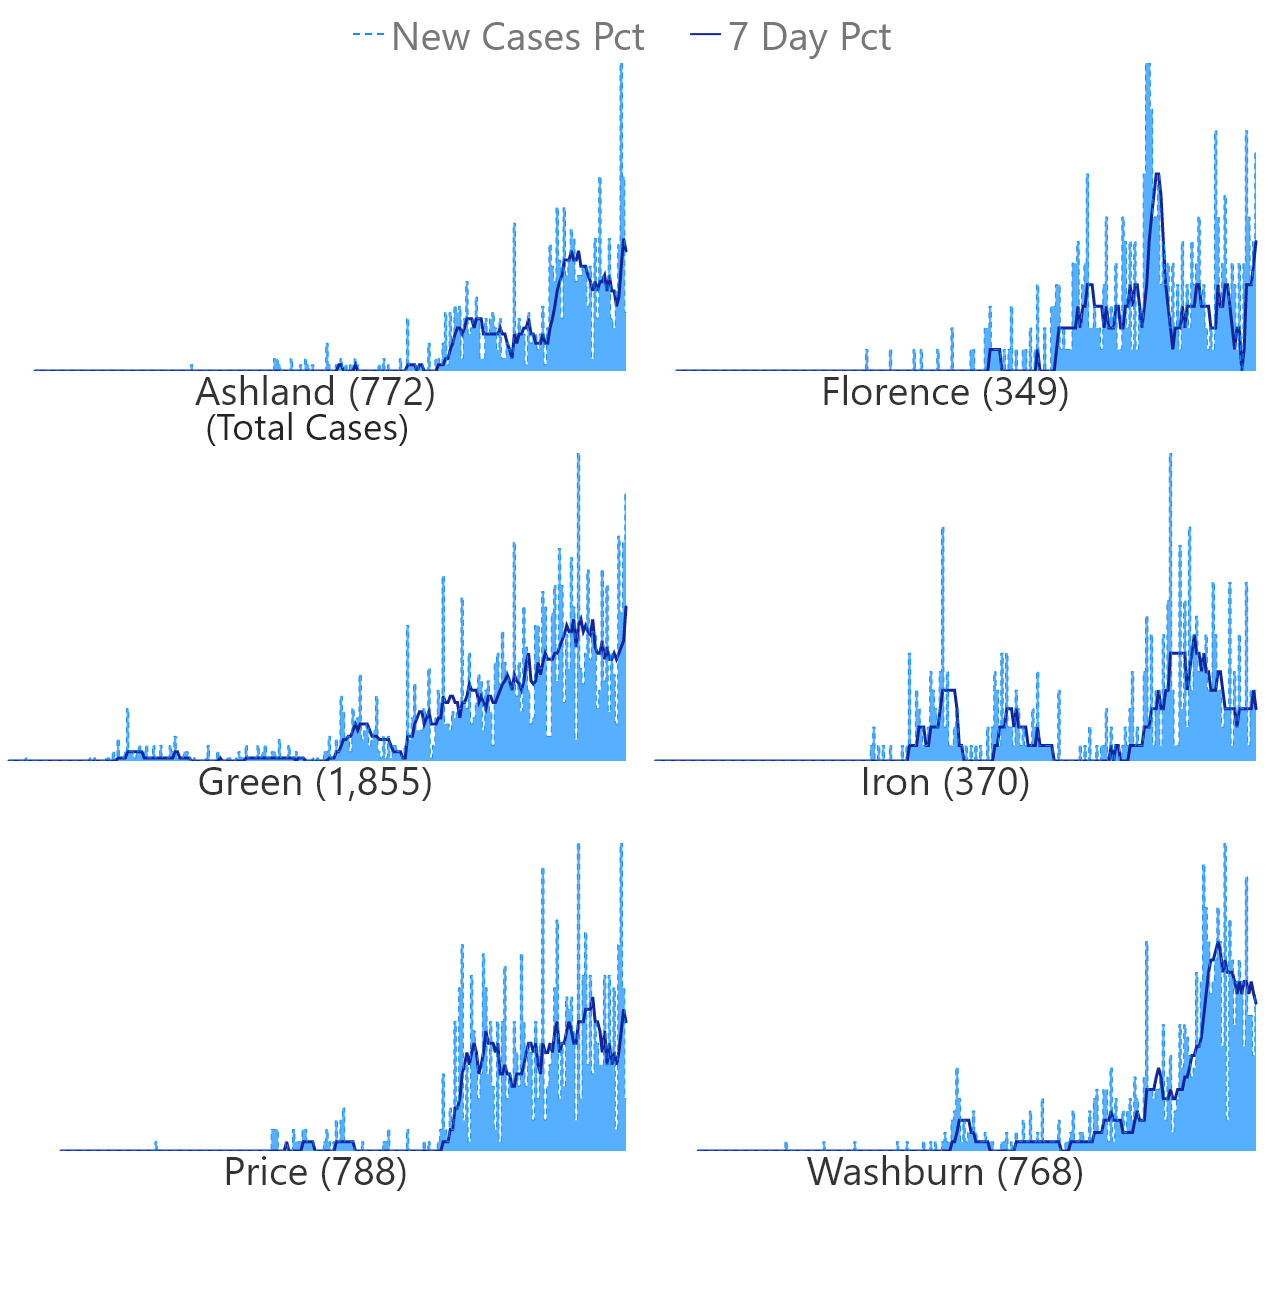 New Cases Pct 7 Day Pct
Ashland (772) Florence (349)
(Total Cases)
Green (1,855) Iron (370)
Price (788) Washburn (768)